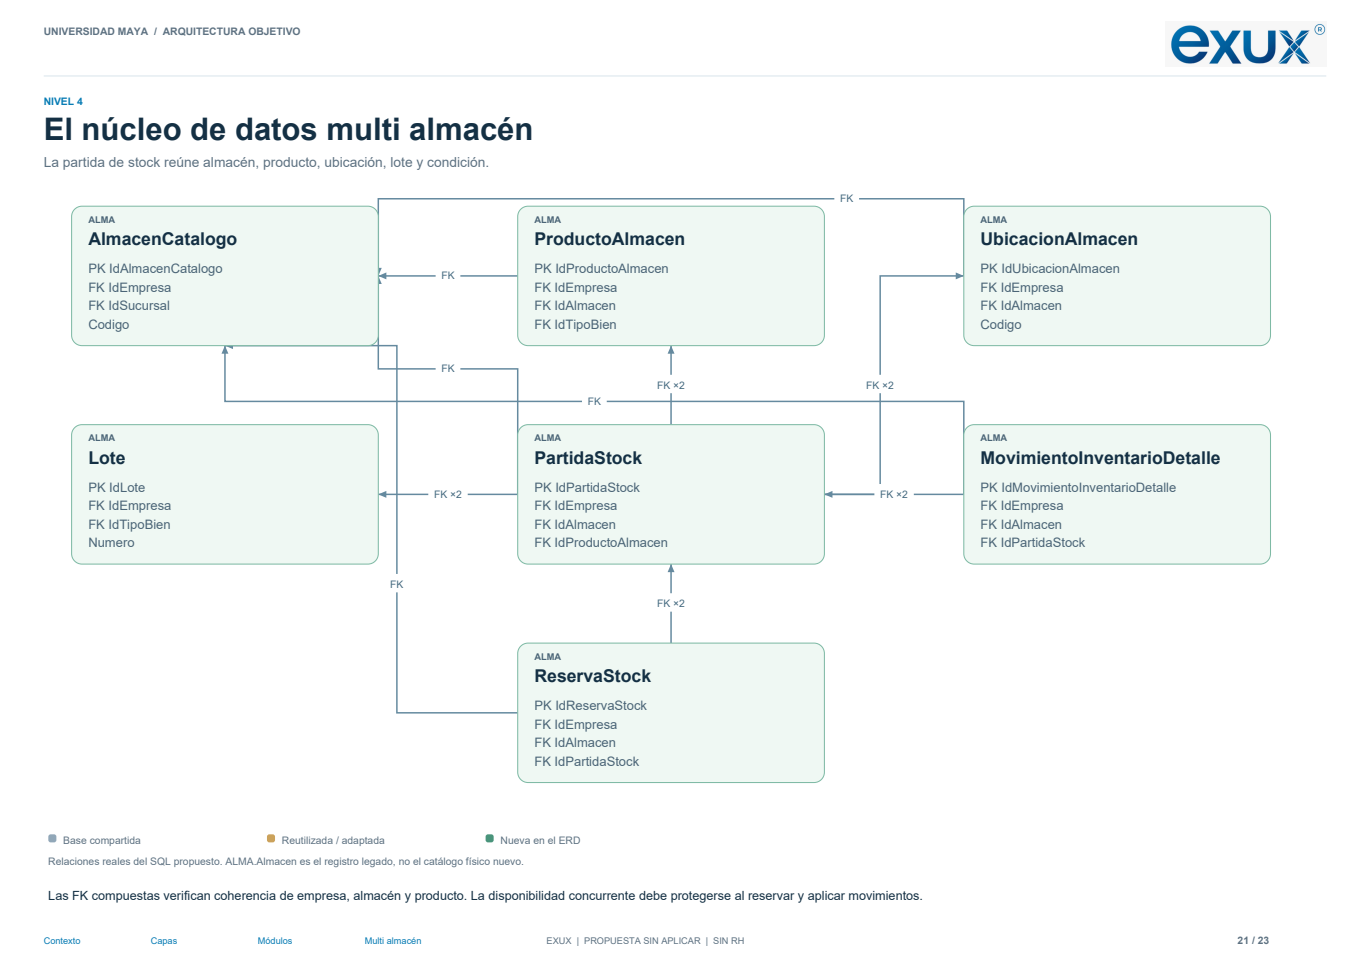 UNIVERSIDAD MAYA / ARQUITECTURA OBJETIVO
exux®
NIVEL 4
El núcleo de datos multi almacén
La partida de stock reúne almacén, producto, ubicación, lote y condición.
FK
ALMA
AlmacenCatalogo
PK IdAlmacenCatalogo
FK IdEmpresa
FK IdSucursal
Codigo
FK
ALMA
ProductoAlmacen
PK IdProductoAlmacen
FK IdEmpresa
FK IdAlmacen
FK IdTipoBien
ALMA
UbicacionAlmacen
PK IdUbicacionAlmacen
FK IdEmpresa
FK IdAlmacen
Codigo
FK
FK ×2
FK ×2
FK
ALMA
Lote
PK IdLote
FK IdEmpresa
FK IdTipoBien
Numero
FK ×2
ALMA
PartidaStock
PK IdPartidaStock
FK IdEmpresa
FK IdAlmacen
FK IdProductoAlmacen
FK ×2
ALMA
MovimientoInventarioDetalle
PK IdMovimientoInventarioDetalle
FK IdEmpresa
FK IdAlmacen
FK IdPartidaStock
FK
FK ×2
ALMA
ReservaStock
PK IdReservaStock
FK IdEmpresa
FK IdAlmacen
FK IdPartidaStock
Base compartida
Reutilizada / adaptada
Nueva en el ERD
Relaciones reales del SQL propuesto. ALMA.Almacen es el registro legado, no el catálogo físico nuevo.
Las FK compuestas verifican coherencia de empresa, almacén y producto. La disponibilidad concurrente debe protegerse al reservar y aplicar movimientos.
Contexto
Capas
Módulos
Multi almacén
EXUX | PROPUESTA SIN APLICAR | SIN RH
21 / 23